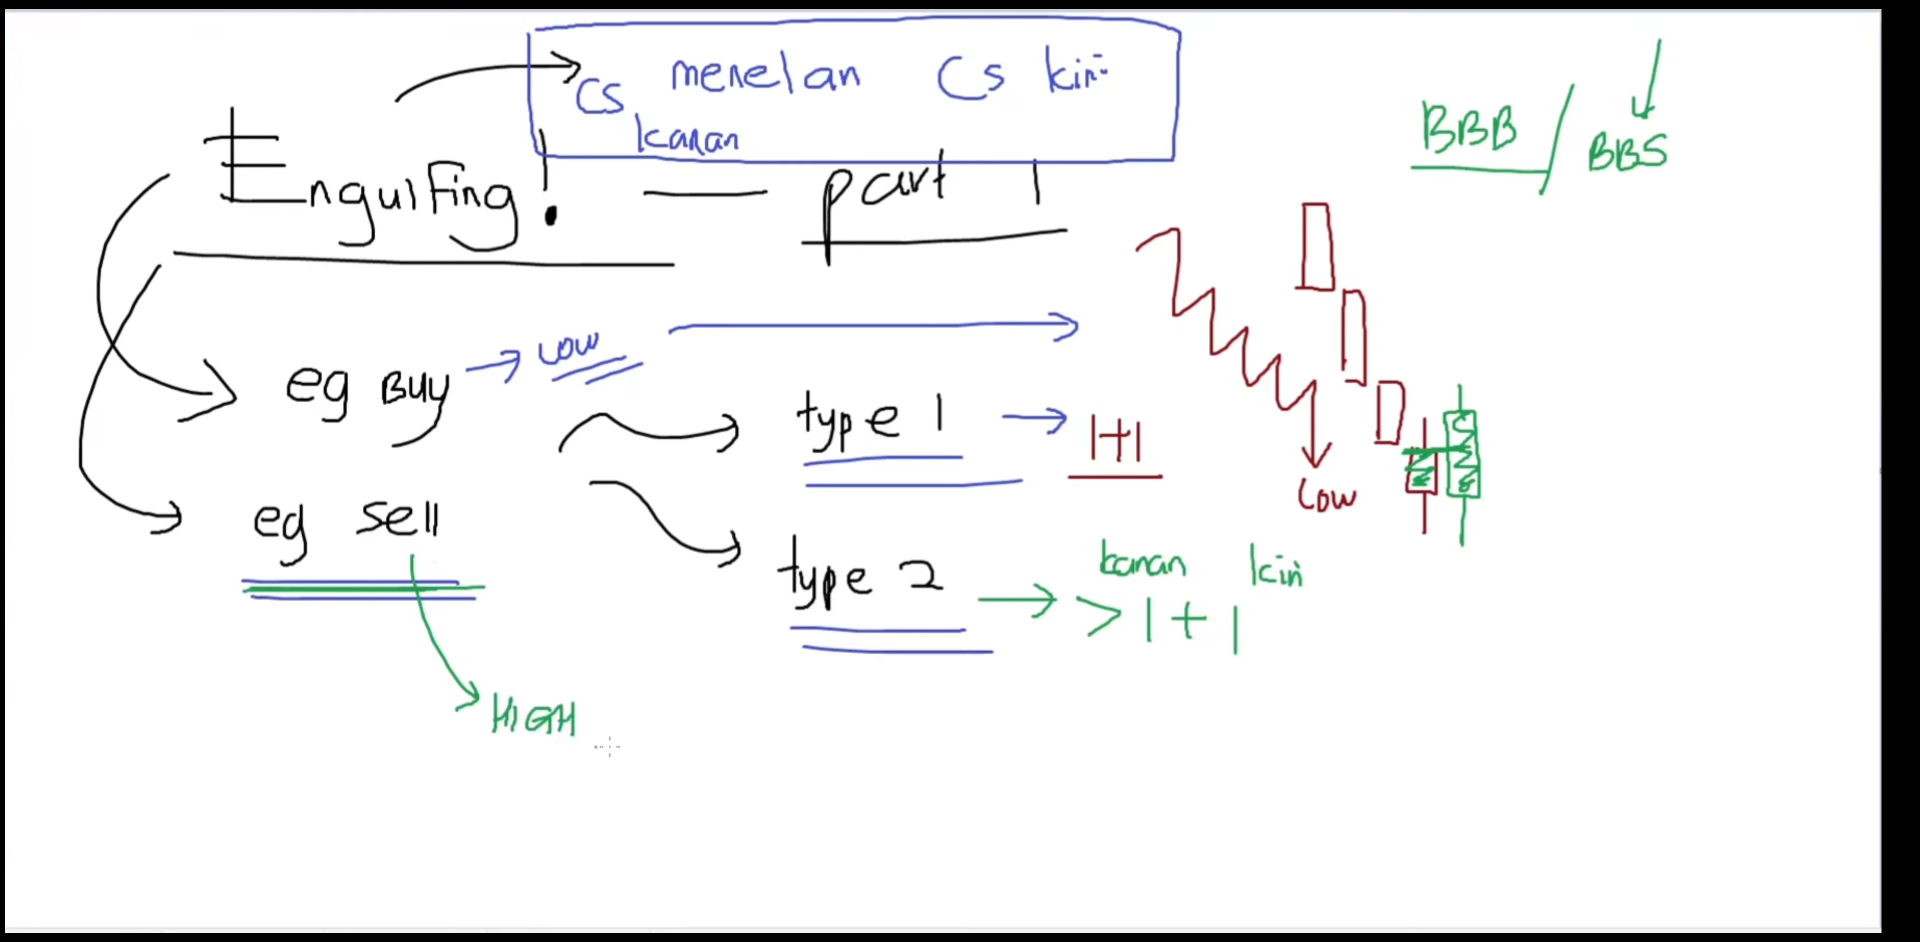 Cs menelan Cs kiri
kanan
BBB / BBS
Engulfing! — part 1
eg BUY → LOW
type 1 → 1+1
eg sell
LOW
type 2 → > 1 + 1
kanan kiri
HIGH